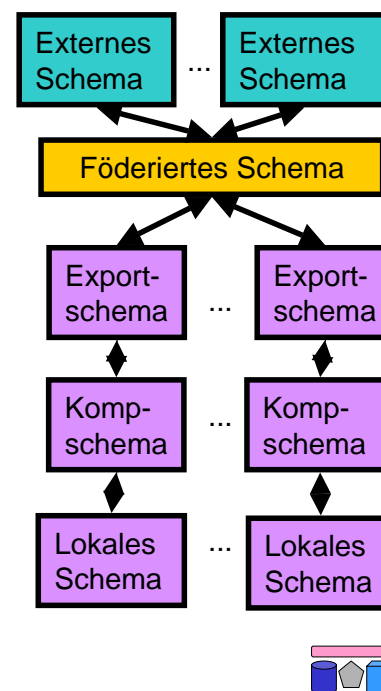 Externes
Schema
...
Externes
Schema
Föderiertes Schema
Export-
schema
...
Export-
schema
Komp-
schema
...
Komp-
schema
Lokales
Schema
...
Lokales
Schema